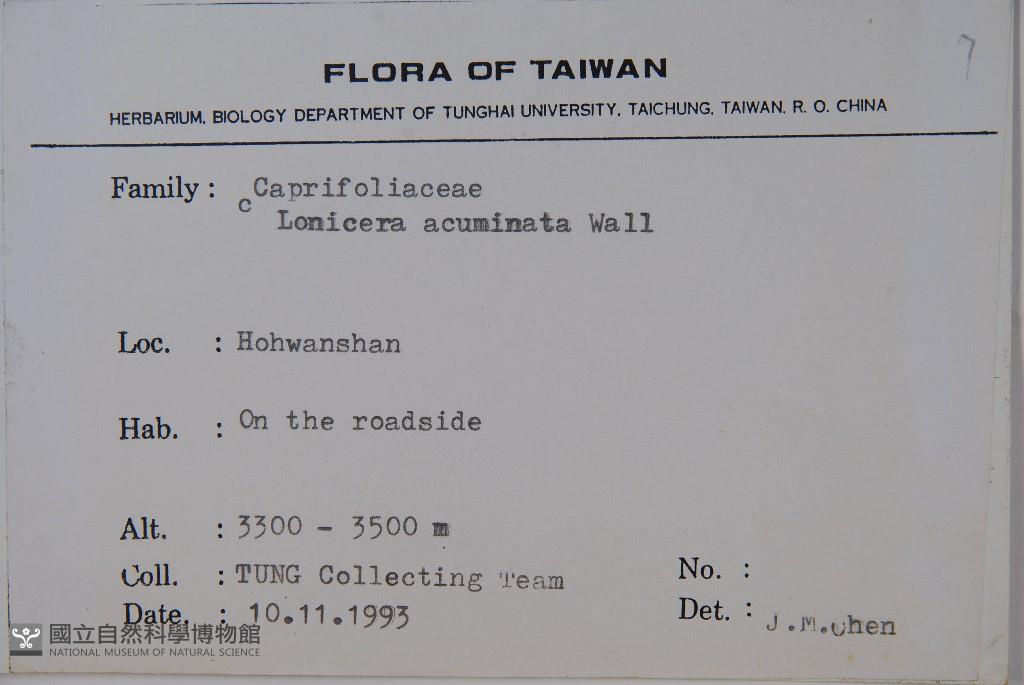 7
FLORA OF TAIWAN
HERBARIUM, BIOLOGY DEPARTMENT OF TUNGHAI UNIVERSITY, TAICHUNG, TAIWAN. R. O. CHINA
Family : Caprifoliaceae
c
Lonicera acuminata Wall
Loc. : Hohwanshan
Hab. : On the roadside
Alt. : 3300 - 3500 m
Coll. : TUNG Collecting Team
No. :
Date. : 10.11.1993
Det. : J.M.Chen
國立自然科學博物館
NATIONAL MUSEUM OF NATURAL SCIENCE